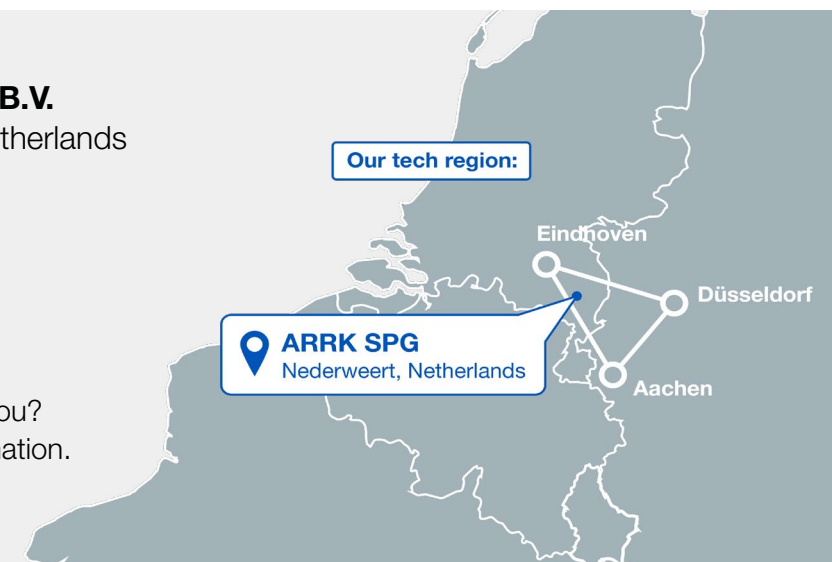 B.V.
therlands
Our tech region:
Eindhoven
Düsseldorf
ARRK SPG
Nederweert, Netherlands
Aachen
ou?
ation.